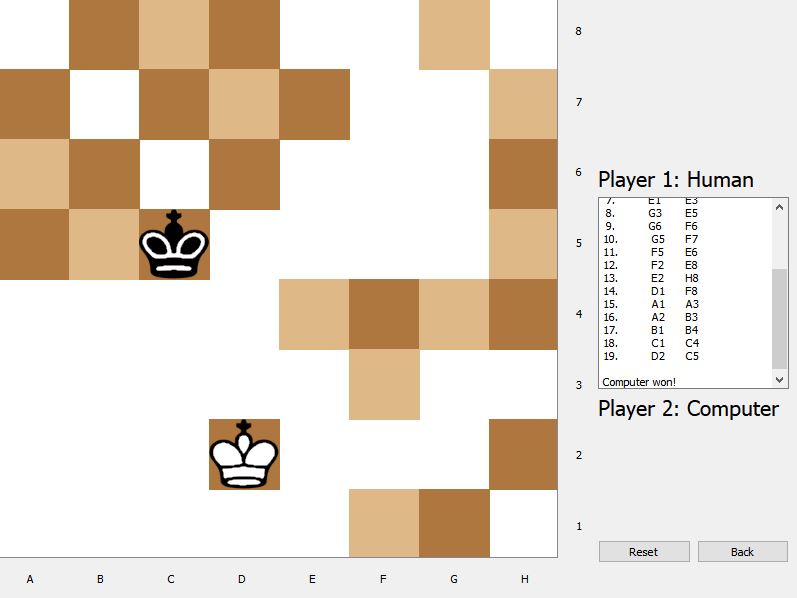 8
7
6
5
4
3
2
1
A B C D E F G H
Player 1: Human
7. E1 E3
8. G3 E5
9. G6 F6
10. G5 F7
11. F5 E6
12. F2 E8
13. E2 H8
14. D1 F8
15. A1 A3
16. A2 B3
17. B1 B4
18. C1 C4
19. D2 C5
Computer won!
Player 2: Computer
Reset Back